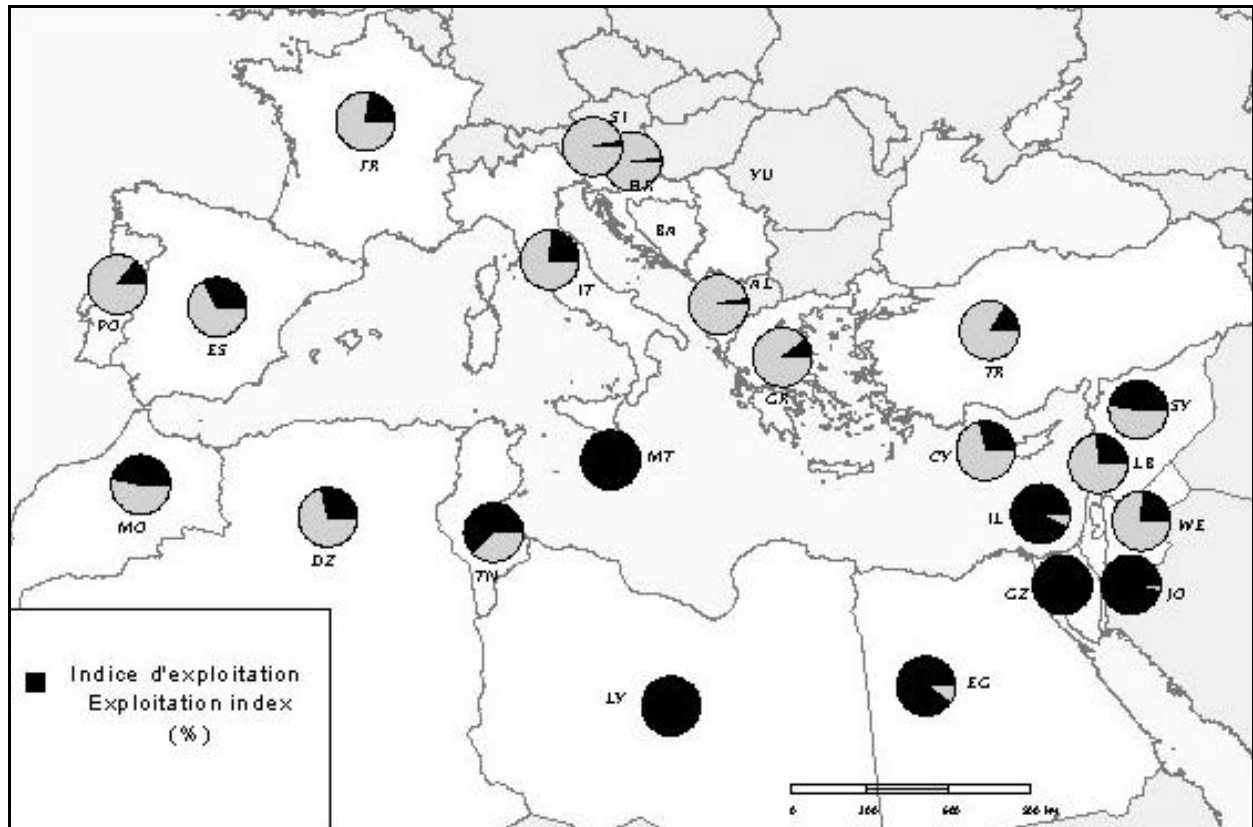 SI
FR
HR
YU
BA
IT
AL
PO
ES
GR
TR
SY
CY
LB
MT
MO
DZ
TN
IL
WE
GZ
JO
LY
EG
Indice d'exploitation
Exploitation index
(%)
0